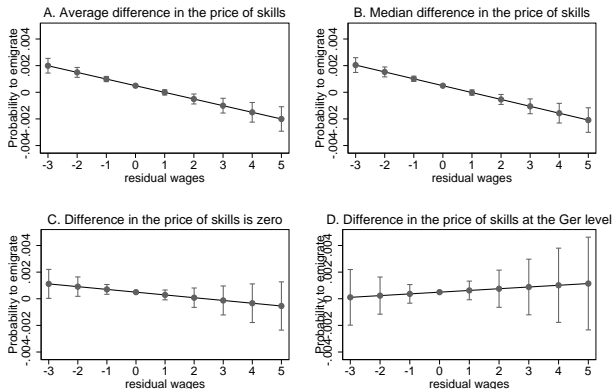 A. Average difference in the price of skills
Probability to emigrate
-.004 -.002 0 .002 .004
-3 -2 -1 0 1 2 3 4 5
residual wages
B. Median difference in the price of skills
Probability to emigrate
-.004 -.002 0 .002 .004
-3 -2 -1 0 1 2 3 4 5
residual wages
C. Difference in the price of skills is zero
Probability to emigrate
-.004 -.002 0 .002 .004
-3 -2 -1 0 1 2 3 4 5
residual wages
D. Difference in the price of skills at the Ger level
Probability to emigrate
-.004 -.002 0 .002 .004
-3 -2 -1 0 1 2 3 4 5
residual wages